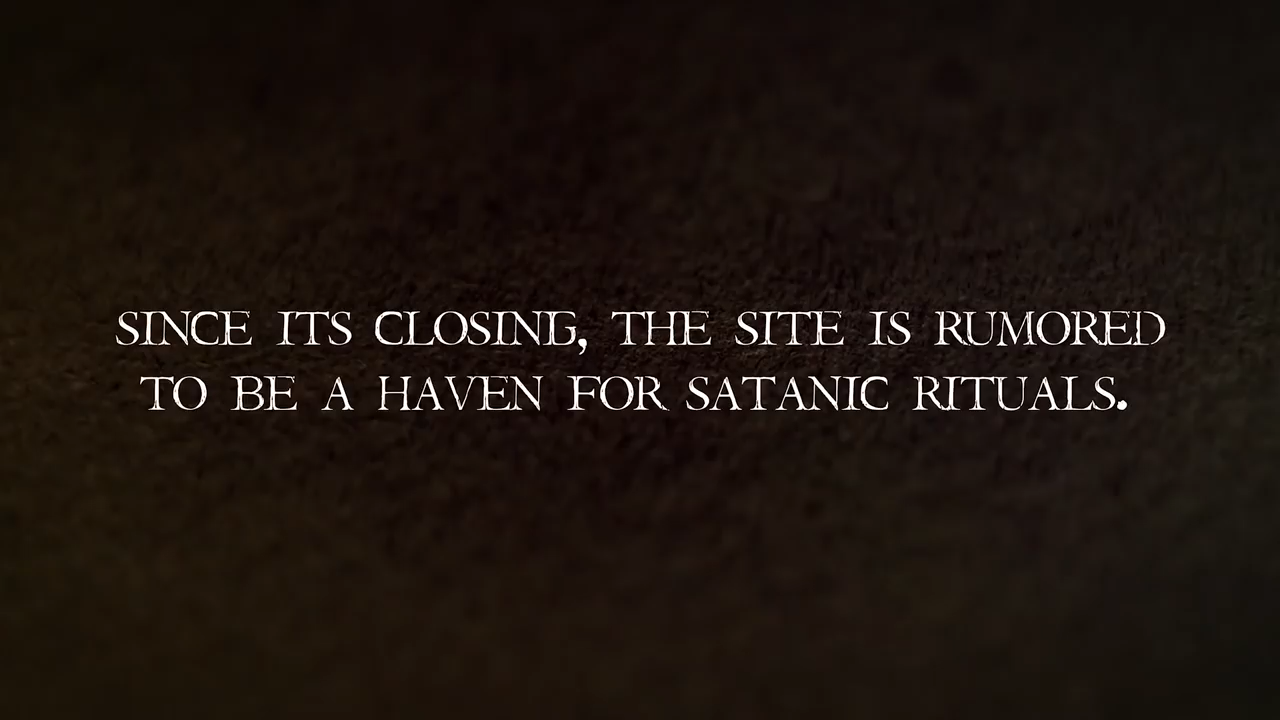 SINCE ITS CLOSING, THE SITE IS RUMORED
TO BE A HAVEN FOR SATANIC RITUALS.